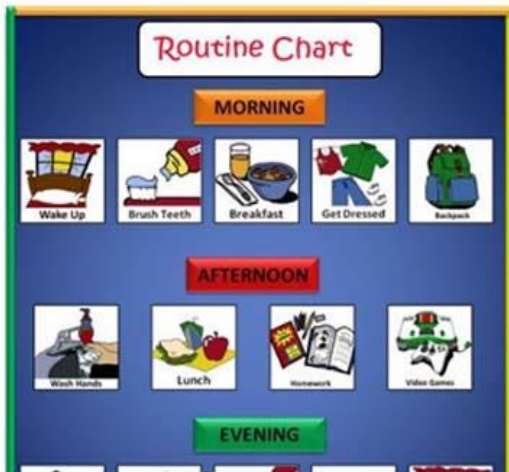 Routine Chart
MORNING
Wake Up Brush Teeth Breakfast Get Dressed Backpack
AFTERNOON
Wash Hands Lunch Homework Video Games
EVENING